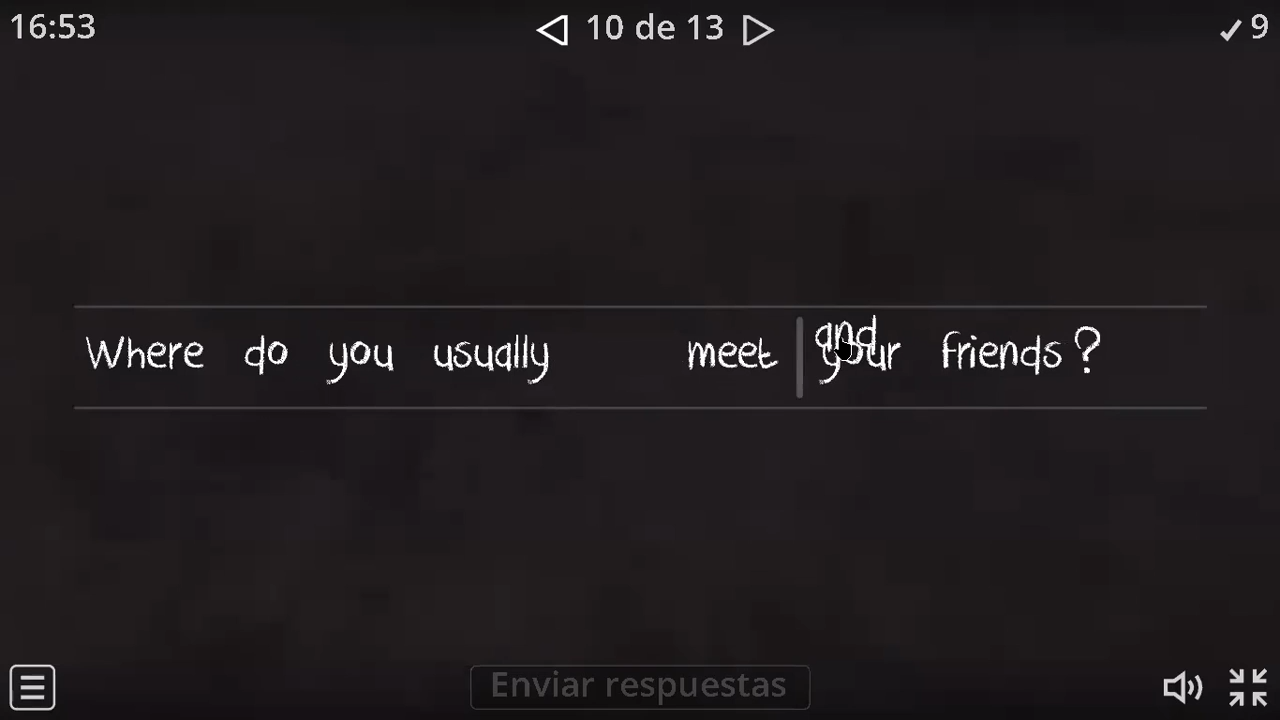 16:53
10 de 13
9
Where do you usually meet and your friends ?
Enviar respuestas